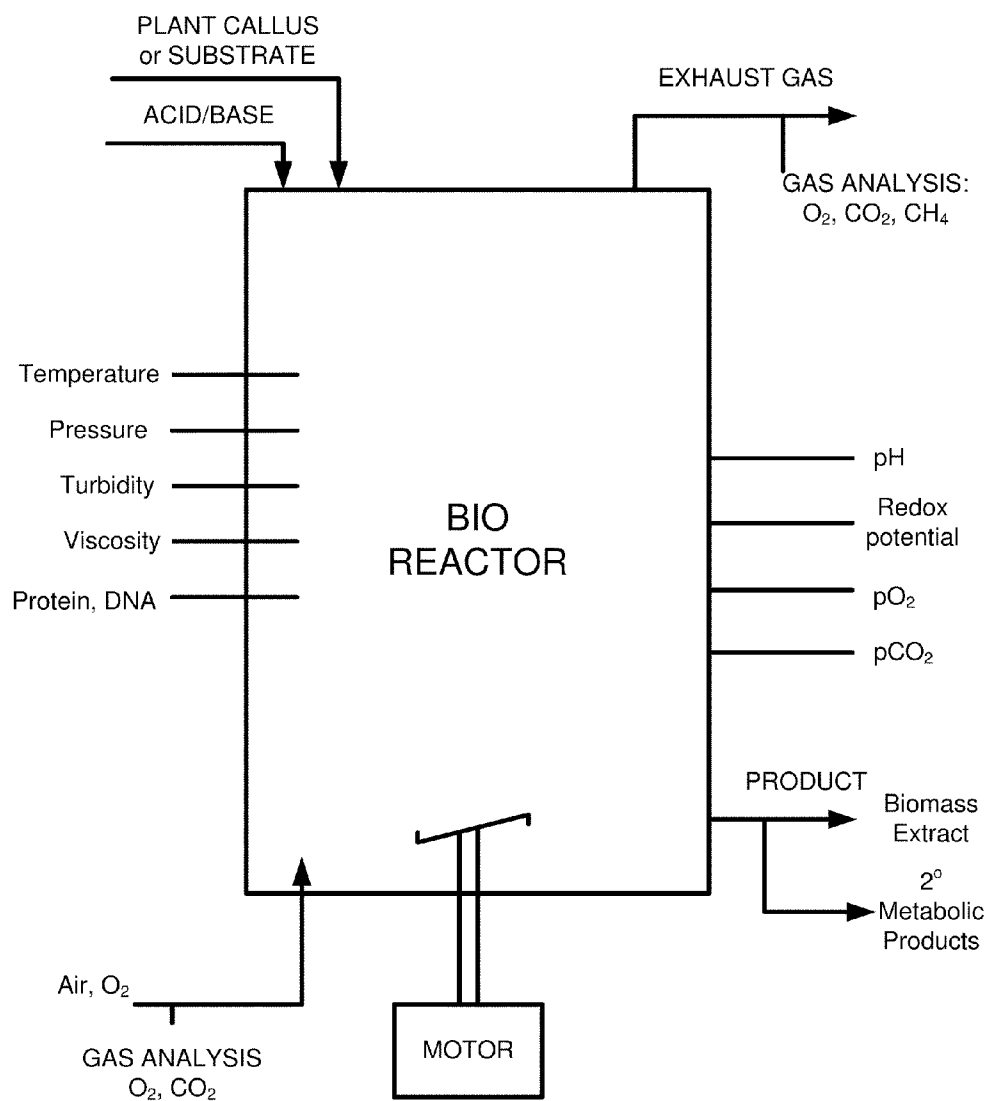 PLANT CALLUS
or SUBSTRATE
ACID/BASE
EXHAUST GAS
GAS ANALYSIS:
O₂, CO₂, CH₄
Temperature
Pressure
Turbidity
Viscosity
Protein, DNA
BIO
REACTOR
pH
Redox
potential
pO₂
pCO₂
PRODUCT
Biomass
Extract
2°
Metabolic
Products
Air, O₂
GAS ANALYSIS
O₂, CO₂
MOTOR